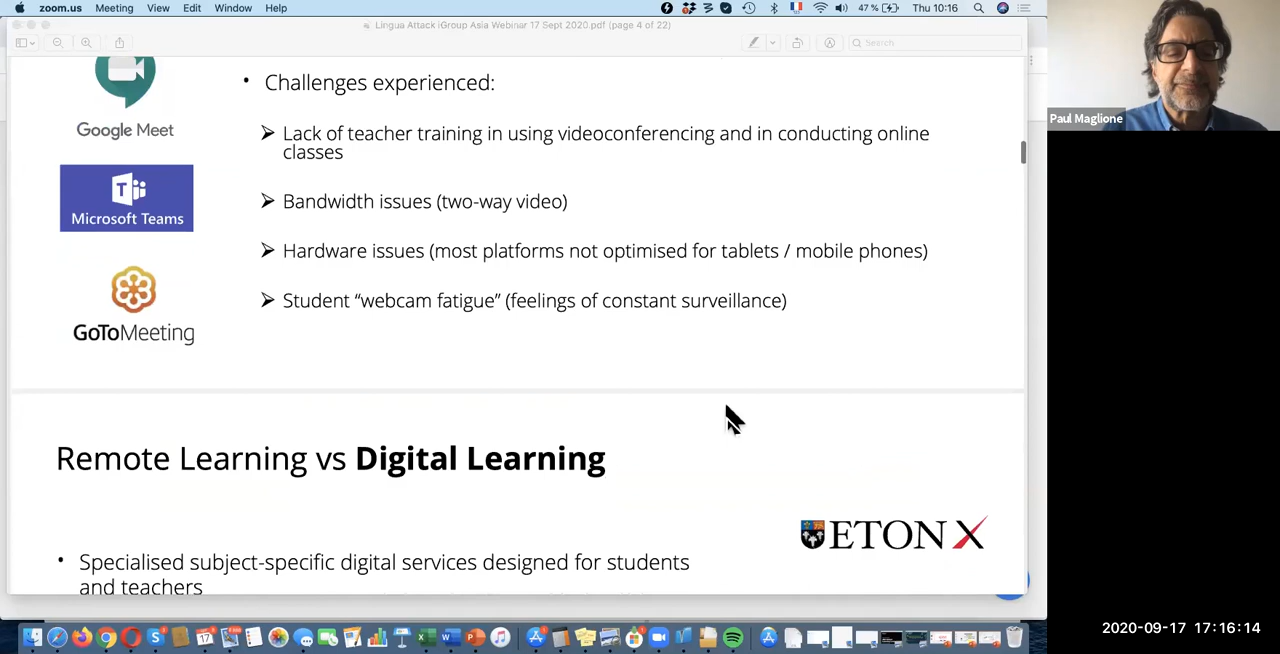 zoom.us Meeting View Edit Window Help 47% Thu 10:16
Lingua Attack iGroup Asia Webinar 17 Sept 2020.pdf (page 4 of 22)
Search
Google Meet
Microsoft Teams
GoToMeeting
• Challenges experienced:
➢ Lack of teacher training in using videoconferencing and in conducting online
classes
➢ Bandwidth issues (two-way video)
➢ Hardware issues (most platforms not optimised for tablets / mobile phones)
➢ Student “webcam fatigue” (feelings of constant surveillance)
Remote Learning vs Digital Learning
ETON X
• Specialised subject-specific digital services designed for students
and teachers
Paul Maglione
2020-09-17 17:16:14